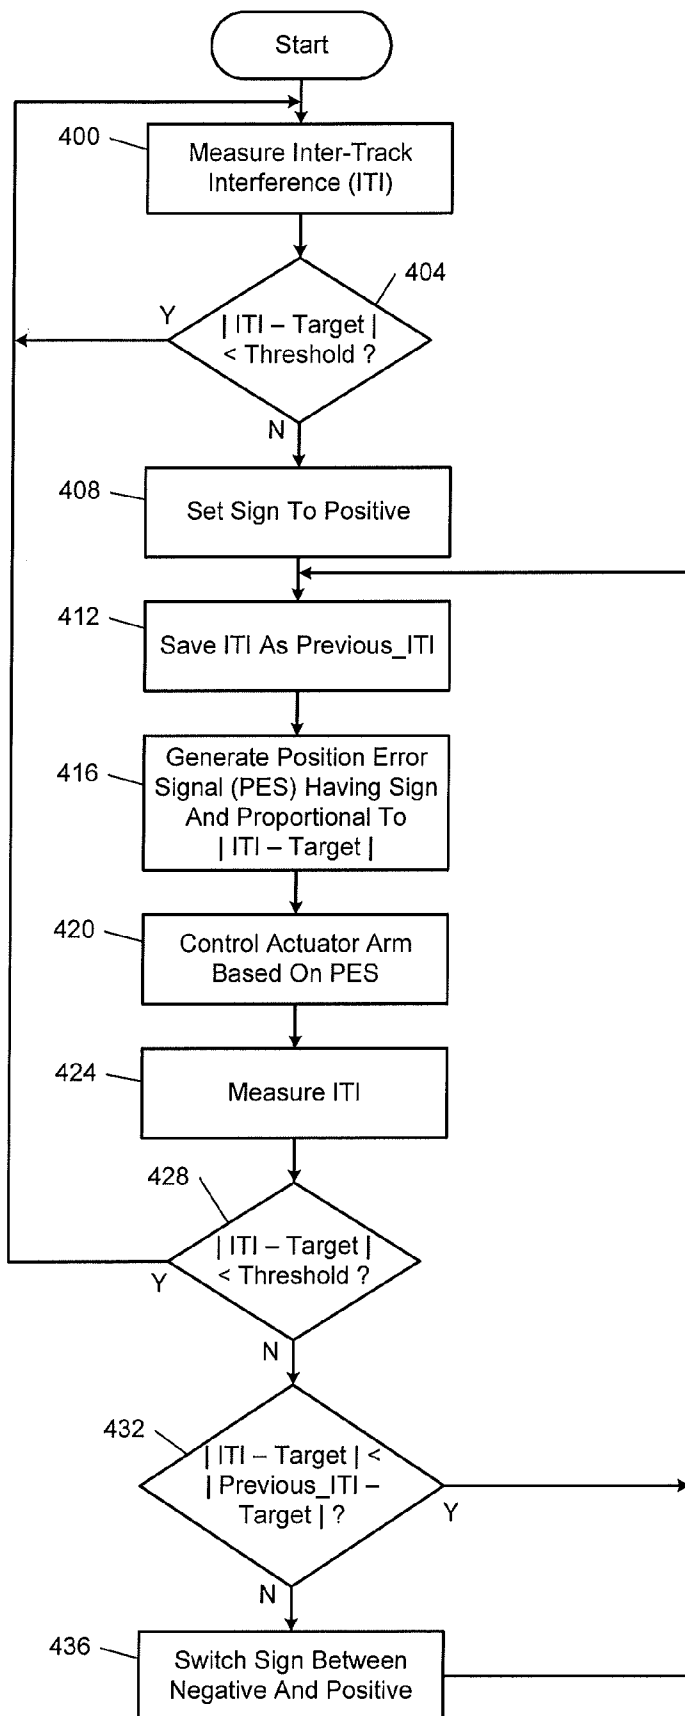 Start
400
Measure Inter-Track
Interference (ITI)
404
Y
| ITI – Target |
< Threshold ?
N
408
Set Sign To Positive
412
Save ITI As Previous_ITI
416
Generate Position Error
Signal (PES) Having Sign
And Proportional To
| ITI – Target |
420
Control Actuator Arm
Based On PES
424
Measure ITI
428
| ITI – Target |
< Threshold ?
Y
N
432
| ITI – Target | <
| Previous_ITI –
Target | ?
Y
N
436
Switch Sign Between
Negative And Positive